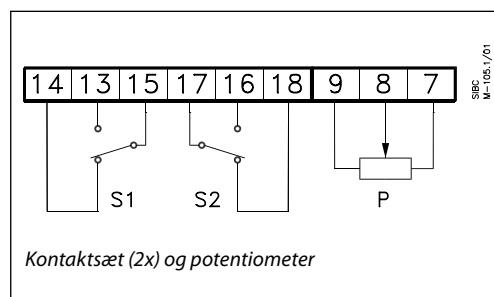 14 13 15 17 16 18 9 8 7
S1 S2 P
SIBC
M-105.1/01
Kontaktsæt (2x) og potentiometer